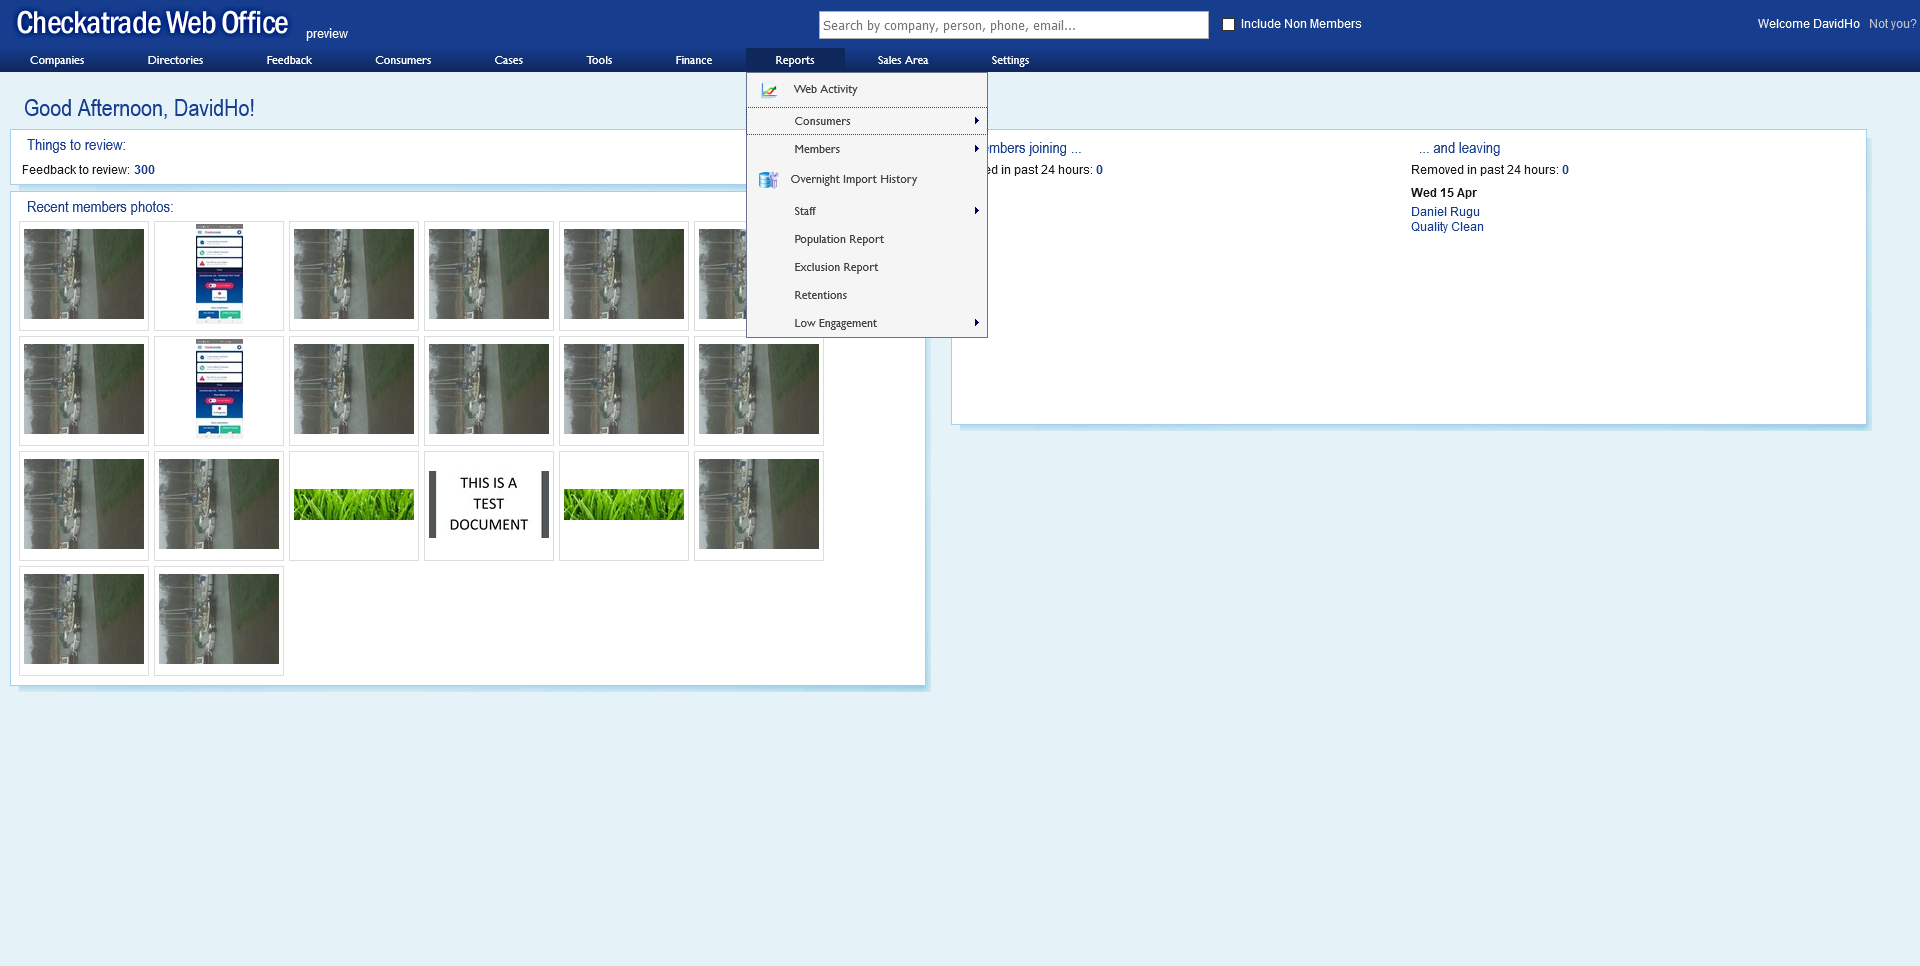 Checkatrade Web Office
preview
Search by company, person, phone, email...
Include Non Members
Welcome DavidHo Not you?
Companies Directories Feedback Consumers Cases Tools Finance Reports Sales Area Settings
Web Activity
Consumers
Members
Overnight Import History
Staff
Population Report
Exclusion Report
Retentions
Low Engagement
Good Afternoon, DavidHo!
Things to review:
Feedback to review: 300
Recent members photos:
THIS IS A
TEST
DOCUMENT
joining ...
in past 24 hours: 0
... and leaving
Removed in past 24 hours: 0
Wed 15 Apr
Daniel Rugu
Quality Clean